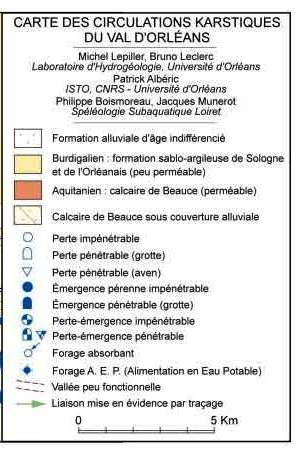 CARTE DES CIRCULATIONS KARSTIQUES
DU VAL D'ORLÉANS
Michel Lepiller, Bruno Leclerc
Laboratoire d'Hydrogéologie, Université d'Orléans
Patrick Albéric
ISTO, CNRS - Université d'Orléans
Philippe Boismoreau, Jacques Munerot
Spéléologie Subaquatique Loiret
Formation alluviale d'âge indifférencié
Burdigalien : formation sablo-argileuse de Sologne
et de l'Orléanais (peu perméable)
Aquitanien : calcaire de Beauce (perméable)
Calcaire de Beauce sous couverture alluviale
Perte impénétrable
Perte pénétrable (grotte)
Perte pénétrable (aven)
Émergence pérenne impénétrable
Émergence pénétrable (grotte)
Perte-émergence impénétrable
Perte-émergence pénétrable
Forage absorbant
Forage A. E. P. (Alimentation en Eau Potable)
Vallée peu fonctionnelle
Liaison mise en évidence par traçage
0 5 Km